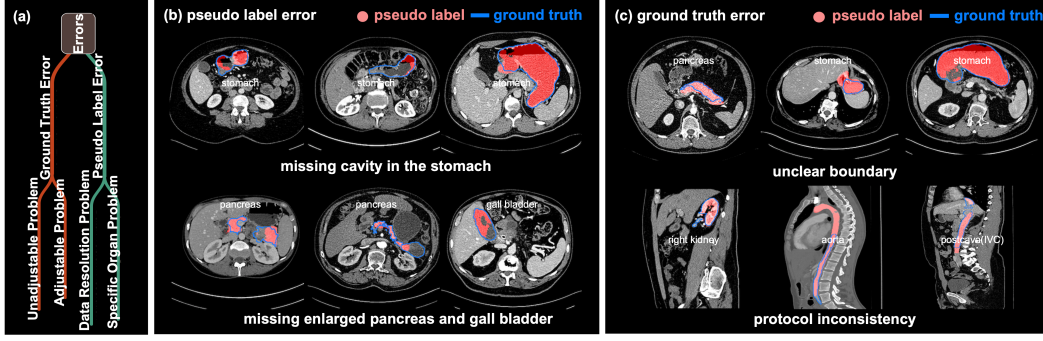 (a)
Errors
Ground Truth Error
Pseudo Label Error
Unadjustable Problem
Adjustable Problem
Data Resolution Problem
Specific Organ Problem
(b) pseudo label error
pseudo label
ground truth
stomach
stomach
stomach
missing cavity in the stomach
pancreas
pancreas
gall bladder
missing enlarged pancreas and gall bladder
(c) ground truth error
pseudo label
ground truth
pancreas
stomach
stomach
unclear boundary
right kidney
aorta
postcava(IVC)
protocol inconsistency